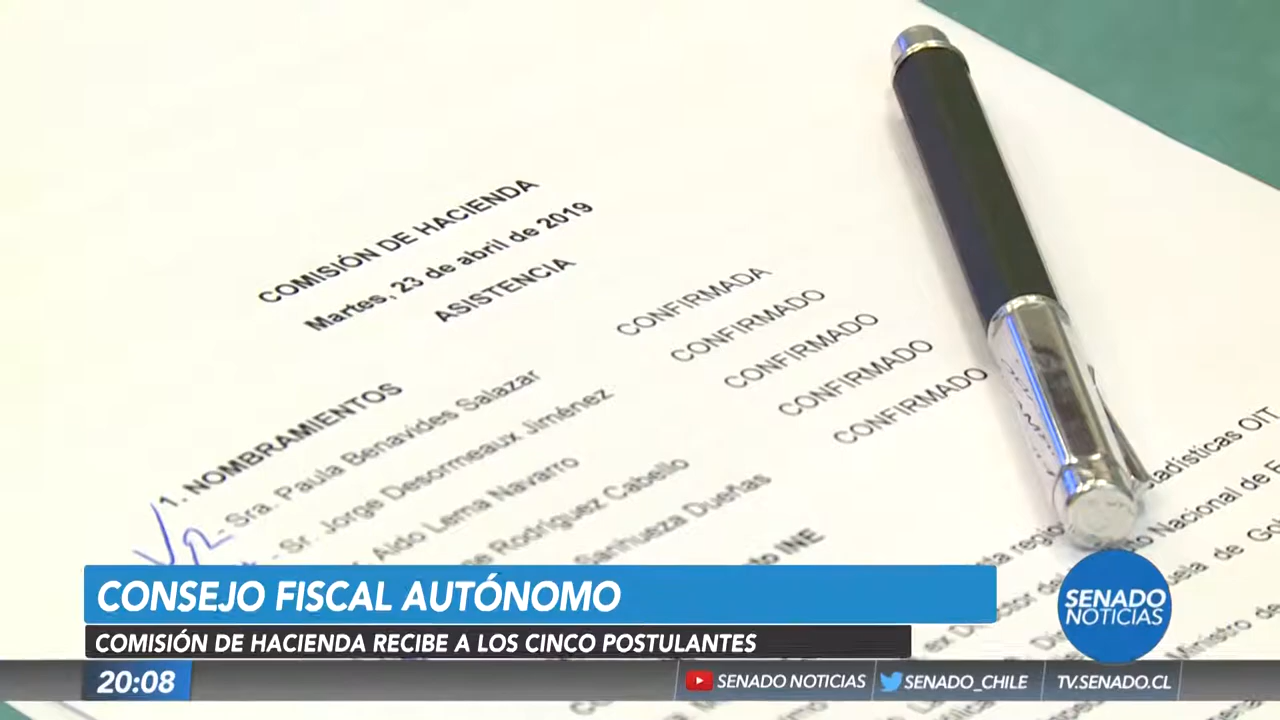 COMISIÓN DE HACIENDA
Martes, 23 de abril de 2019
ASISTENCIA
1. NOMBRAMIENTOS
- Sra. Paula Benavides Salazar CONFIRMADA
- Sr. Jorge Desormeaux Jiménez CONFIRMADO
Aldo Lema Navarro CONFIRMADO
Rodríguez Cabello CONFIRMADO
Sanhueza Dueñas CONFIRMADO
INE
OIT
Nacional de
CONSEJO FISCAL AUTÓNOMO
COMISIÓN DE HACIENDA RECIBE A LOS CINCO POSTULANTES
SENADO
NOTICIAS
20:08
SENADO NOTICIAS
SENADO_CHILE
TV.SENADO.CL